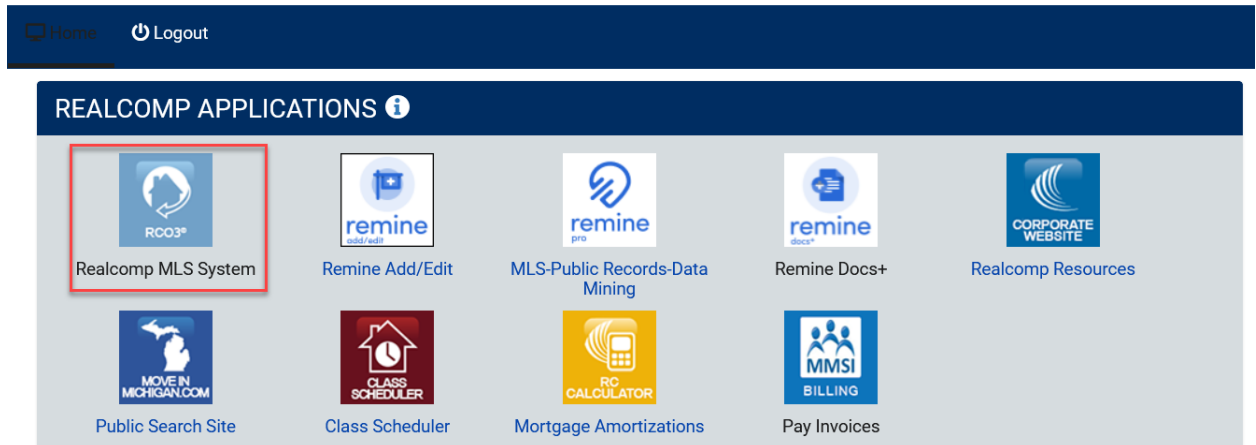 Home Logout
REALCOMP APPLICATIONS i
RCO3®
Realcomp MLS System
remine
add/edit
Remine Add/Edit
remine
pro
MLS-Public Records-Data
Mining
remine
docs+
Remine Docs+
CORPORATE
WEBSITE
Realcomp Resources
MOVE IN
MICHIGAN.COM
Public Search Site
CLASS
SCHEDULER
Class Scheduler
RC
CALCULATOR
Mortgage Amortizations
MMSI
BILLING
Pay Invoices